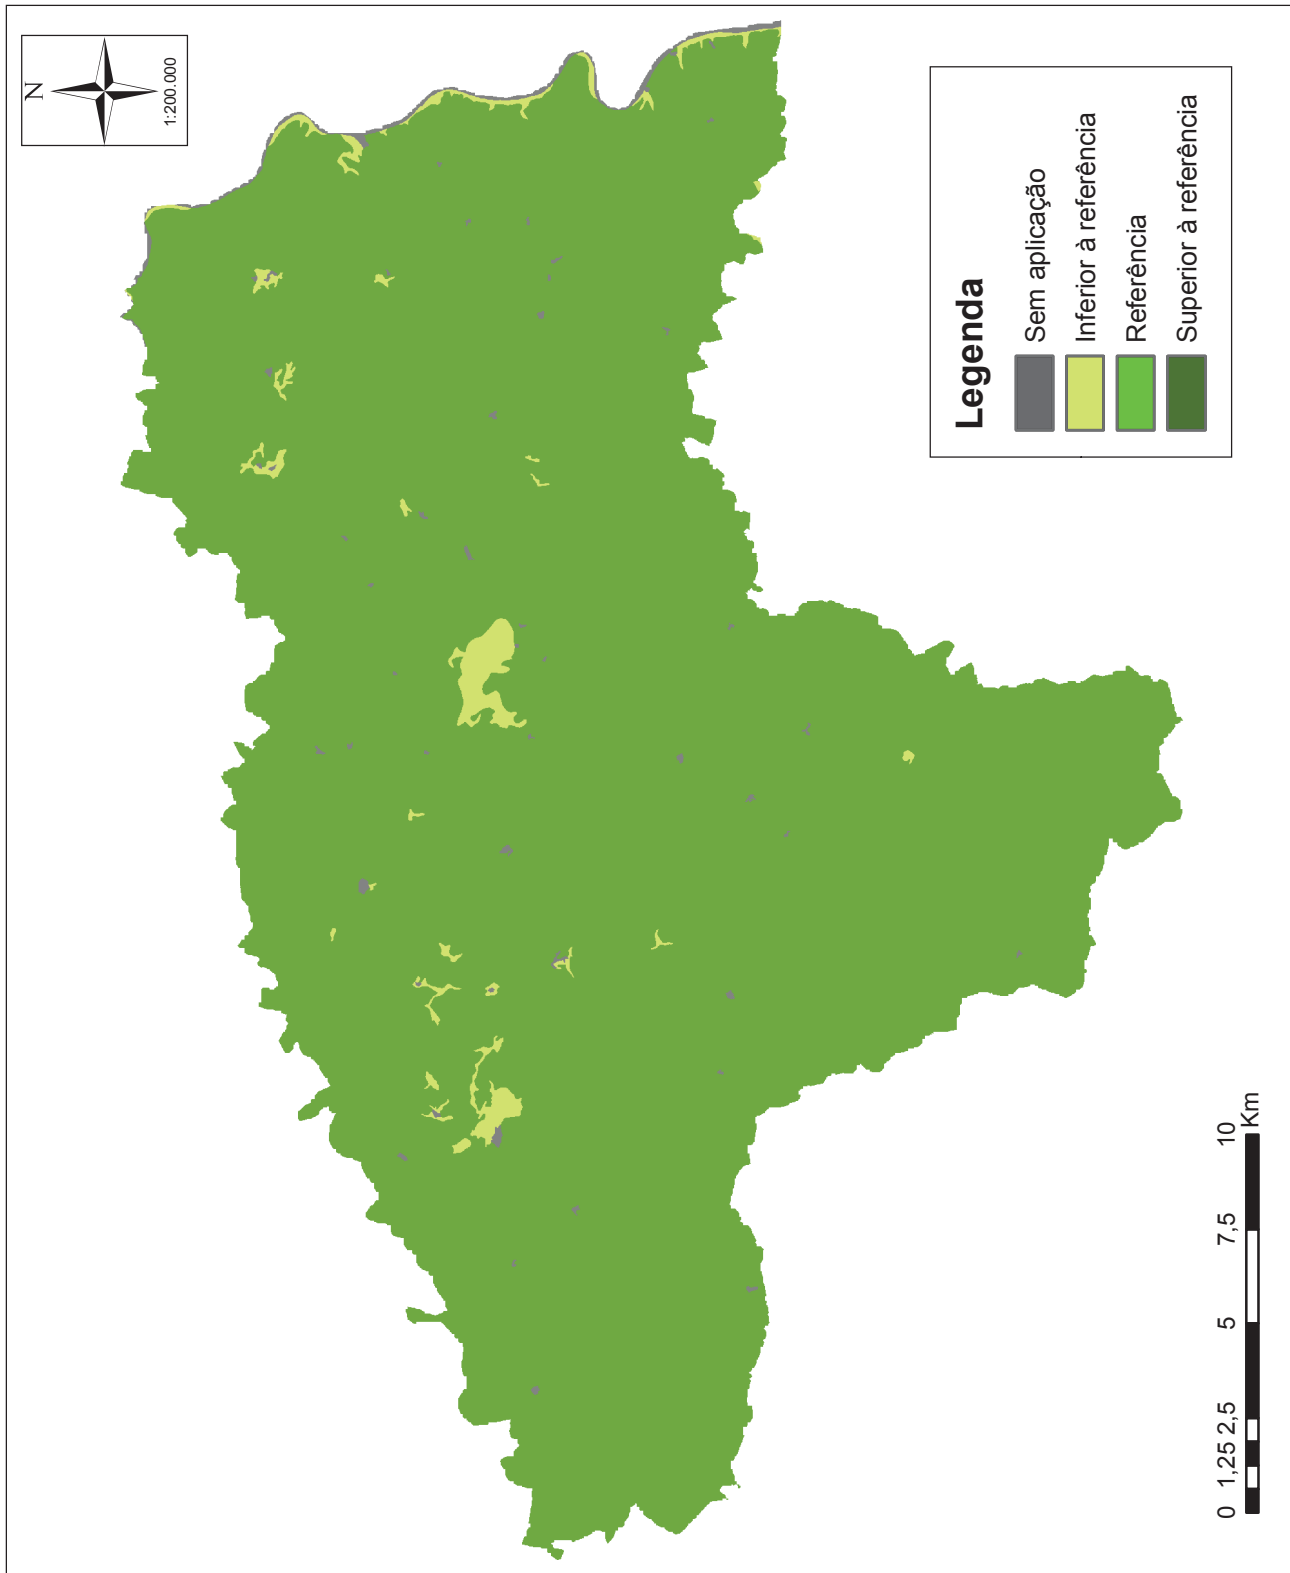 N
1:200.000
Legenda
Sem aplicação
Inferior à referência
Referência
Superior à referência
0 1,25 2,5 5 7,5 10
Km